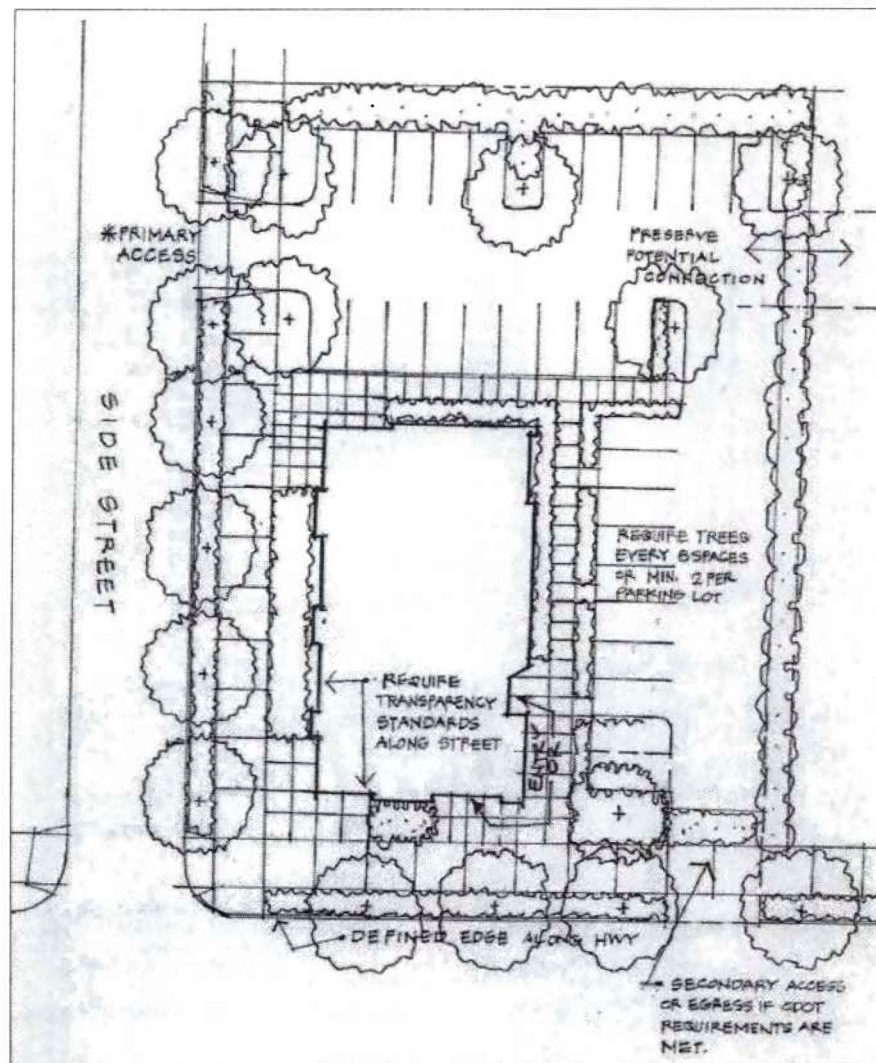 *PRIMARY
ACCESS
PRESERVE
POTENTIAL
CONNECTION
SIDE STREET
REQUIRE TREES
EVERY 8 SPACES
OR MIN. 2 PER
PARKING LOT
REQUIRE
TRANSPARENCY
STANDARDS
ALONG STREET
ENTRY
DEFINED EDGE ALONG HWY
SECONDARY ACCESS
OR EGRESS IF CDOT
REQUIREMENTS ARE
MET.